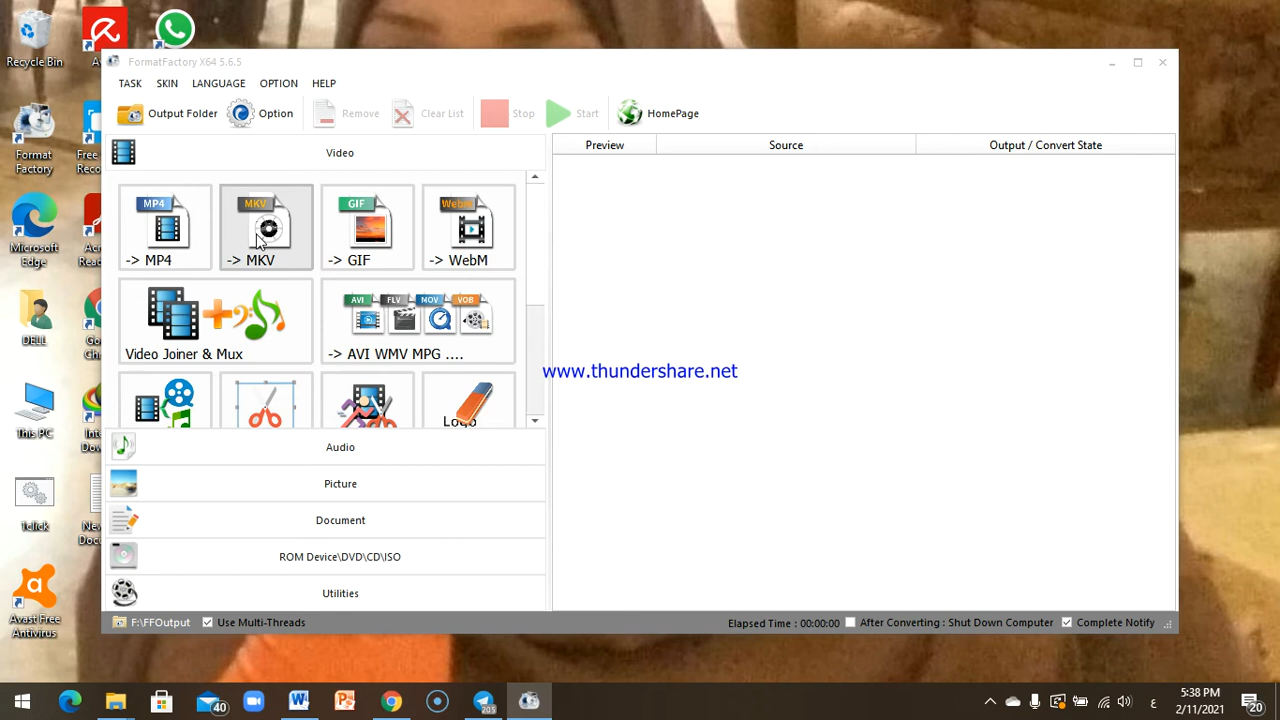 Recycle Bin
FormatFactory X64 5.6.5
TASK SKIN LANGUAGE OPTION HELP
Output Folder Option Remove Clear List Stop Start HomePage
Video
Preview Source Output / Convert State
MP4 MKV GIF WebM
-> MP4 -> MKV -> GIF -> WebM
AVI FLV MOV VOB
Video Joiner & Mux -> AVI WMV MPG ....
Logo
www.thundershare.net
Audio
Picture
Document
ROM Device\DVD\CD\ISO
Utilities
F:\FFOutput Use Multi-Threads Elapsed Time : 00:00:00 After Converting : Shut Down Computer Complete Notify
Format
Factory
Free
Microsoft
Edge
DELL
This PC
1click
Avast Free
Antivirus
40
205
ع
5:38 PM
2/11/2021
20